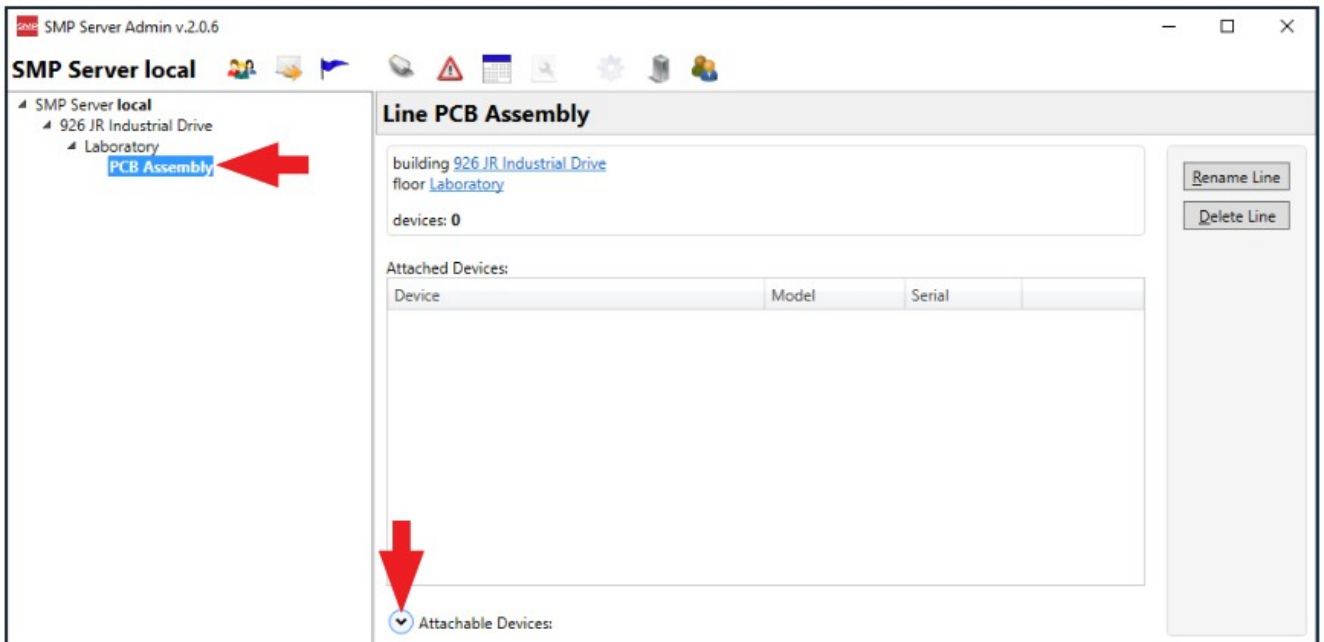 SMP SMP Server Admin v.2.0.6
SMP Server local
SMP Server local
926 JR Industrial Drive
Laboratory
PCB Assembly
Line PCB Assembly
building 926 JR Industrial Drive
floor Laboratory
devices: 0
Rename Line
Delete Line
Attached Devices:
Device Model Serial
Attachable Devices: